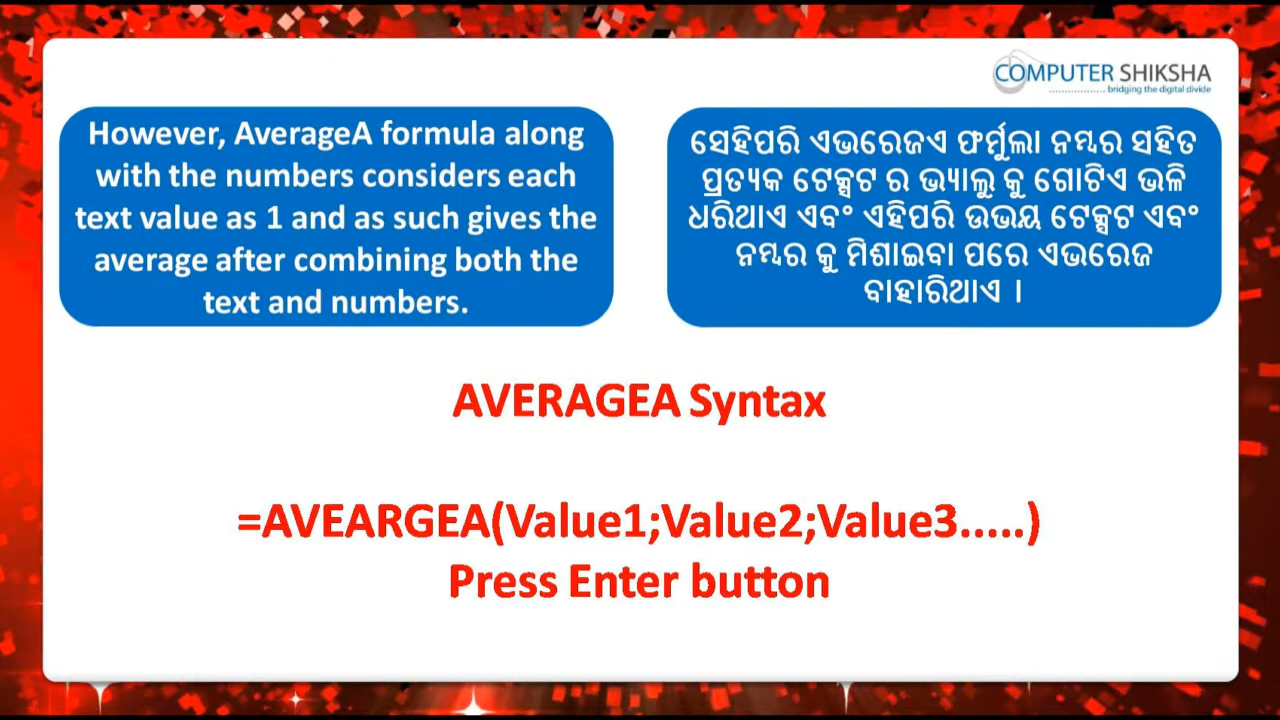 COMPUTER SHIKSHA
bridging the digital divide
However, AverageA formula along
with the numbers considers each
text value as 1 and as such gives the
average after combining both the
text and numbers.
ସେହିପରି ଏଭରେଜଏ ଫର୍ମୁଲା ନମ୍ବର ସହିତ
ପ୍ରତ୍ୟକ ଟେକ୍ସଟ ର ଭ୍ୟାଲୁ କୁ ଗୋଟିଏ ଭଳି
ଧରିଥାଏ ଏବଂ ଏହିପରି ଉଭୟ ଟେକ୍ସଟ ଏବଂ
ନମ୍ବର କୁ ମିଶାଇବା ପରେ ଏଭରେଜ
ବାହାରିଥାଏ ।
AVERAGEA Syntax
=AVEARGEA(Value1;Value2;Value3.....)
Press Enter button